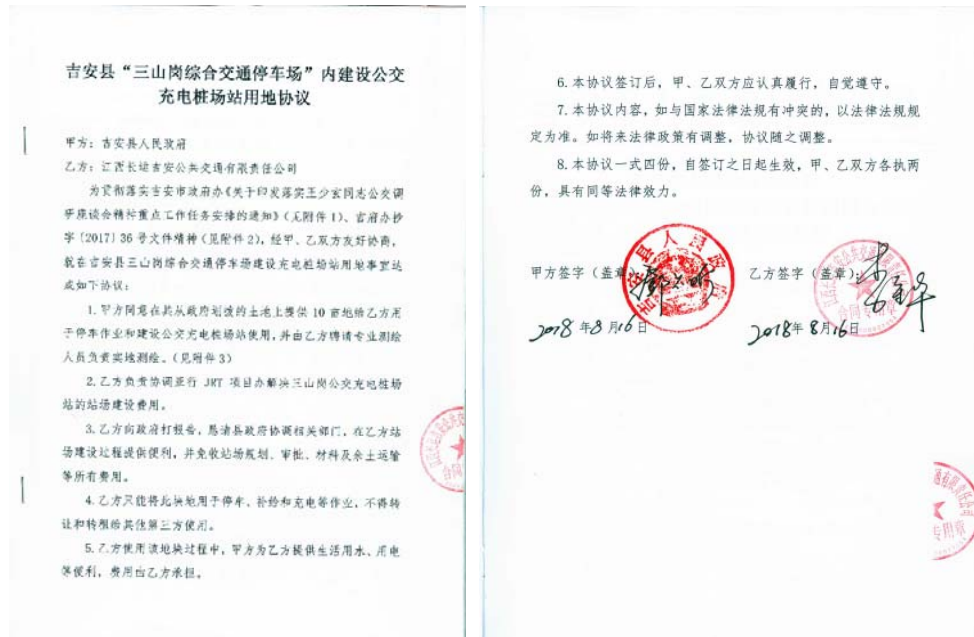 吉安县“三山岗综合交通停车场”内建设公交
充电桩场站用地协议
甲方：吉安县人民政府
乙方：江西长运吉安公共交通有限责任公司
为贯彻落实吉安市政府办《关于印发落实王少玄同志公交调
研座谈会精神重点工作任务安排的通知》（见附件1）、吉府办抄
字〔2017〕36号文件精神（见附件2），经甲、乙双方友好协商，
就在吉安县三山岗综合交通停车场建设充电桩场站用地事宜达
成如下协议：
1.甲方同意在其从政府划拨的土地上提供10亩地给乙方用
于停车作业和建设公交充电桩场站使用，并由乙方聘请专业测绘
人员负责实地测绘。（见附件3）
2.乙方负责协调亚行JRT项目办解决三山岗公交充电桩场
站的站场建设费用。
3.乙方向政府打报告，恳请县政府协调相关部门，在乙方站
场建设过程提供便利，并免收站场规划、审批、材料及余土运输
等所有费用。
4.乙方只能将此块地用于停车、补给和充电等作业，不得转
让和转租给其他第三方使用。
5.乙方使用该地块过程中，甲方为乙方提供生活用水、用电
等便利，费用由乙方承担。
6.本协议签订后，甲、乙双方应认真履行，自觉遵守。
7.本协议内容，如与国家法律法规有冲突的，以法律法规规
定为准。如将来法律政策有调整，协议随之调整。
8.本协议一式四份，自签订之日起生效，甲、乙双方各执两
份，具有同等法律效力。
吉安县人民政府
甲方签字（盖章）
乙方签字（盖章）：
合同专用章
2018年8月16日
2018年8月16日
合同
专用章